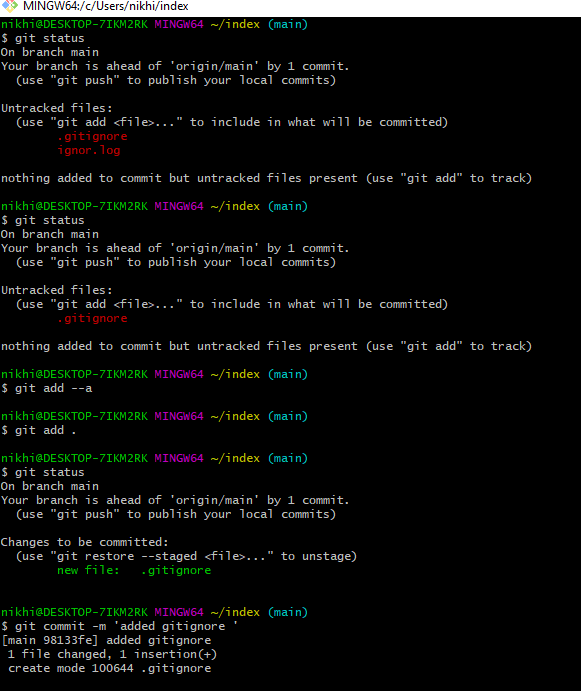 MINGW64:/c/Users/nikhi/index
nikhi@DESKTOP-7IKM2RK MINGW64 ~/index (main)
$ git status
On branch main
Your branch is ahead of 'origin/main' by 1 commit.
  (use "git push" to publish your local commits)

Untracked files:
  (use "git add <file>..." to include in what will be committed)
        .gitignore
        ignor.log

nothing added to commit but untracked files present (use "git add" to track)

nikhi@DESKTOP-7IKM2RK MINGW64 ~/index (main)
$ git status
On branch main
Your branch is ahead of 'origin/main' by 1 commit.
  (use "git push" to publish your local commits)

Untracked files:
  (use "git add <file>..." to include in what will be committed)
        .gitignore

nothing added to commit but untracked files present (use "git add" to track)

nikhi@DESKTOP-7IKM2RK MINGW64 ~/index (main)
$ git add --a

nikhi@DESKTOP-7IKM2RK MINGW64 ~/index (main)
$ git add .

nikhi@DESKTOP-7IKM2RK MINGW64 ~/index (main)
$ git status
On branch main
Your branch is ahead of 'origin/main' by 1 commit.
  (use "git push" to publish your local commits)

Changes to be committed:
  (use "git restore --staged <file>..." to unstage)
        new file:   .gitignore


nikhi@DESKTOP-7IKM2RK MINGW64 ~/index (main)
$ git commit -m 'added gitignore '
[main 98133fe] added gitignore
 1 file changed, 1 insertion(+)
 create mode 100644 .gitignore